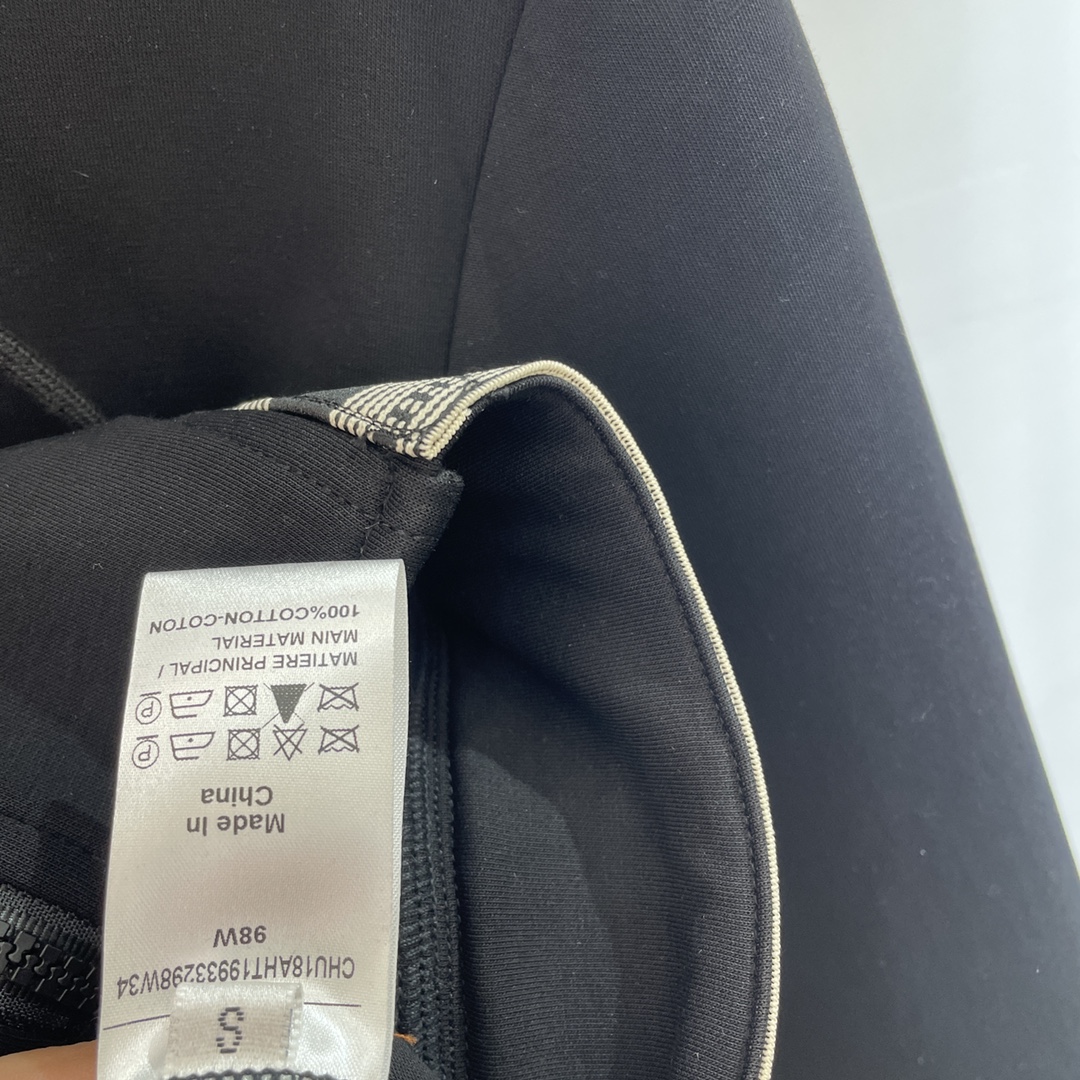 S
CHU18AHT19933298W34
98W
Made In
China
MATIERE PRINCIPAL /
MAIN MATERIAL
100%COTTON-COTON